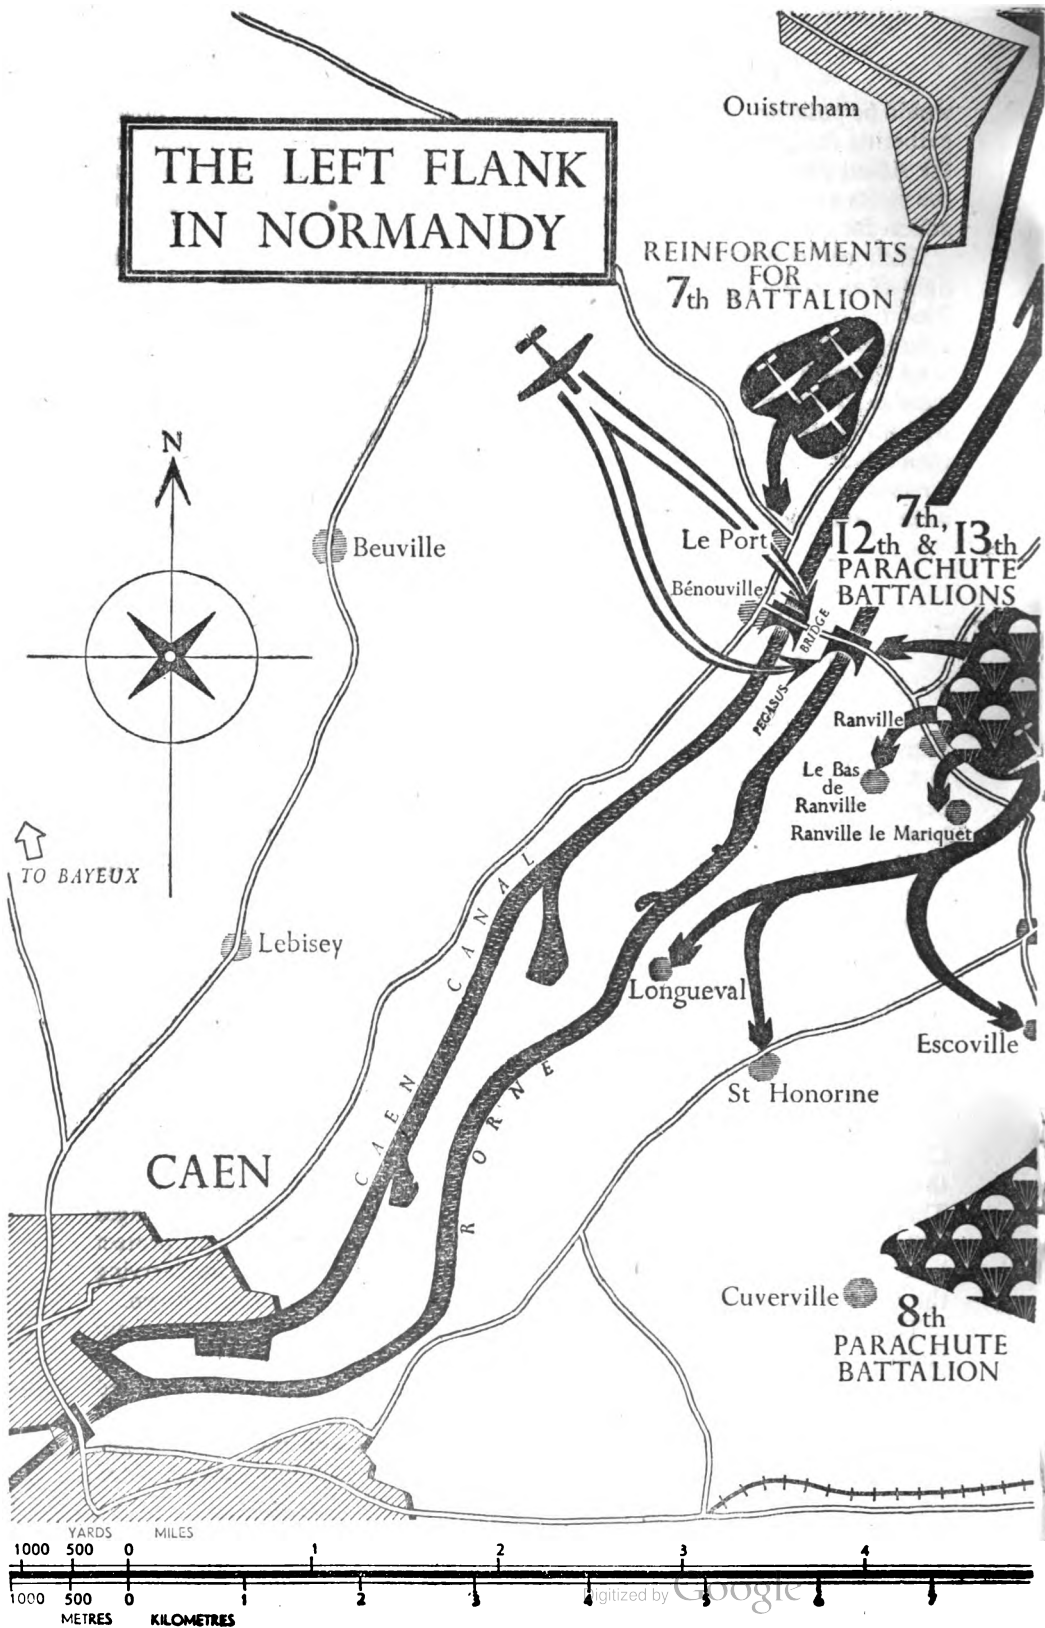 Ouistreham
THE LEFT FLANK
IN NORMANDY
REINFORCEMENTS
FOR
7th BATTALION
N
Beuville
Le Port
7th,
12th & 13th
PARACHUTE
BATTALIONS
Bénouville
PEGASUS BRIDGE
Ranville
Le Bas
de
Ranville
Ranville le Mariquet
TO BAYEUX
Lebisey
CAEN CANAL
Longueval
Escoville
R ORNE
St Honorine
CAEN
Cuverville
8th
PARACHUTE
BATTALION
YARDS MILES
1000 500 0 1 2 3 4
1000 500 0 1 2 3 4 5 6 7
Digitized by Google
METRES KILOMETRES